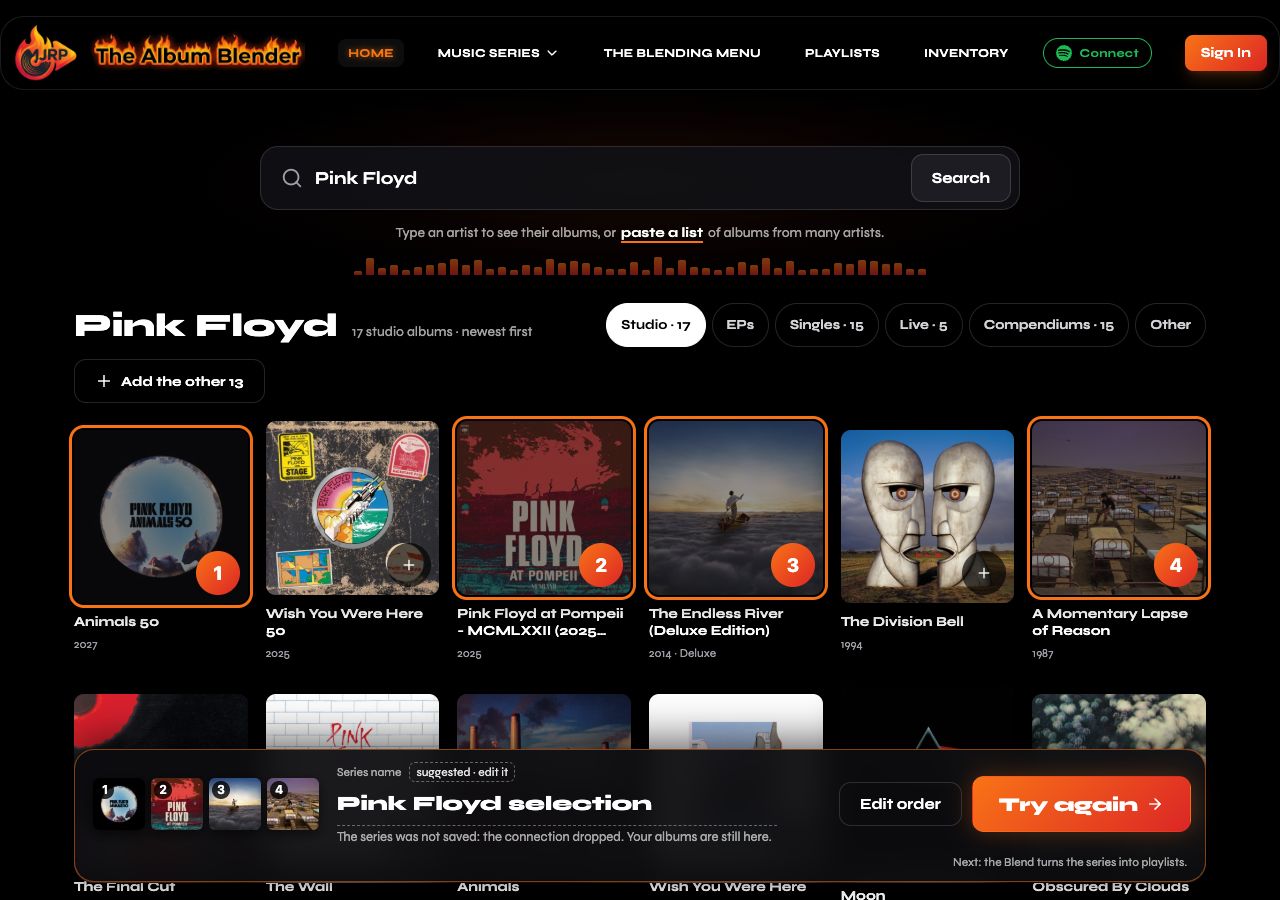 MJRP
The Album Blender
HOME
MUSIC SERIES
THE BLENDING MENU
PLAYLISTS
INVENTORY
Connect
Sign In
Pink Floyd
Search
Type an artist to see their albums, or paste a list of albums from many artists.
Pink Floyd
17 studio albums · newest first
Studio · 17
EPs
Singles · 15
Live · 5
Compendiums · 15
Other
Add the other 13
PINK FLOYD
ANIMALS 50
1
PINK
FLOYD
STAGE
PINK
FLOYD
AT POMPEII
MCMLXXII
2
3
4
Animals 50
2027
Wish You Were Here
50
2025
Pink Floyd at Pompeii
- MCMLXXII (2025...
2025
The Endless River
(Deluxe Edition)
2014 · Deluxe
The Division Bell
1994
A Momentary Lapse
of Reason
1987
PINK
1
2
3
4
PINK FLOYD
ANIMALS 50
PINK
FLOYD
Series name
suggested · edit it
Pink Floyd selection
The series was not saved: the connection dropped. Your albums are still here.
Edit order
Try again
Next: the Blend turns the series into playlists.
The Final Cut
The Wall
Animals
Wish You Were Here
Moon
Obscured By Clouds